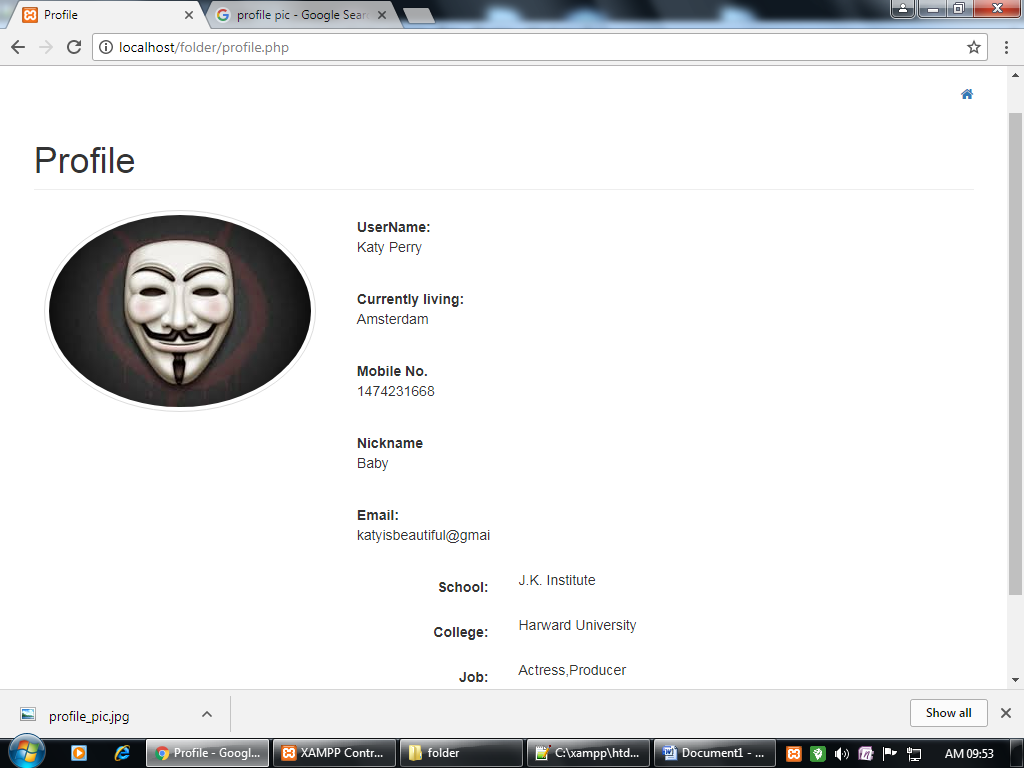 Profile
profile pic - Google Sear
localhost/folder/profile.php
Profile
UserName:
Katy Perry
Currently living:
Amsterdam
Mobile No.
1474231668
Nickname
Baby
Email:
katyisbeautiful@gmai
School: J.K. Institute
College: Harward University
Job: Actress,Producer
profile_pic.jpg
Show all
Profile - Googl...
XAMPP Contr...
folder
C:\xampp\htd...
Document1 - ...
AM 09:53